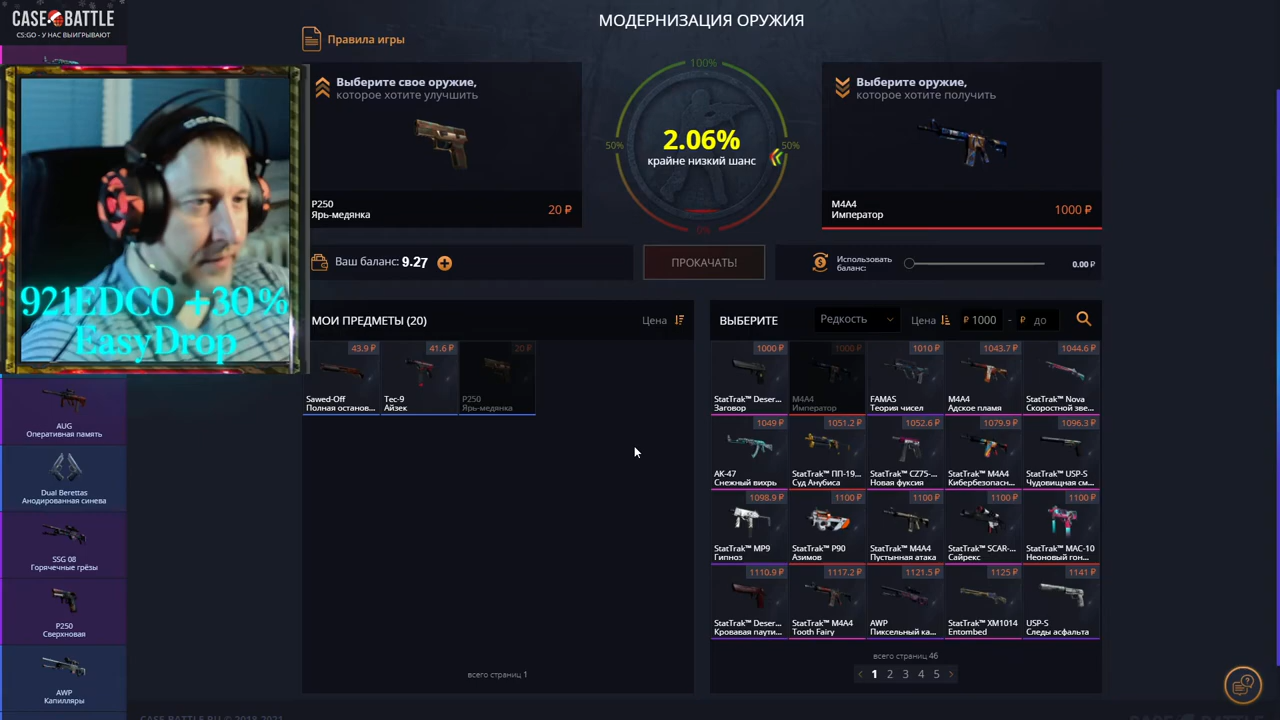 CASE BATTLE
CS:GO - У НАС ВЫИГРЫВАЮТ
МОДЕРНИЗАЦИЯ ОРУЖИЯ
Правила игры
Выберите свое оружие,
которое хотите улучшить
P250
Ярь-медянка
20 ₽
100%
50%
2.06%
крайне низкий шанс
50%
0%
Выберите оружие,
которое хотите получить
M4A4
Император
1000 ₽
Ваш баланс: 9.27
ПРОКАЧАТЬ!
Использовать
баланс:
0.00 ₽
921EDC0 +30%
EasyDrop
МОИ ПРЕДМЕТЫ (20)
Цена
43.9 ₽
Sawed-Off
Полная останов...
41.6 ₽
Tec-9
Айзек
20 ₽
P250
Ярь-медянка
всего страниц 1
ВЫБЕРИТЕ
Редкость
Цена
₽ 1000 - ₽ до
1000 ₽
StatTrak™ Deser...
Заговор
1000 ₽
M4A4
Император
1010 ₽
FAMAS
Теория чисел
1043.7 ₽
M4A4
Адское пламя
1044.6 ₽
StatTrak™ Nova
Скоростной зве...
1049 ₽
AK-47
Снежный вихрь
1051.2 ₽
StatTrak™ ПП-19...
Суд Анубиса
1052.6 ₽
StatTrak™ CZ75-...
Новая фуксия
1079.9 ₽
StatTrak™ M4A4
Кибербезопасн...
1096.3 ₽
StatTrak™ USP-S
Чудовищная см...
1098.9 ₽
StatTrak™ MP9
Гипноз
1100 ₽
StatTrak™ P90
Азимов
1100 ₽
StatTrak™ M4A4
Пустынная атака
1100 ₽
StatTrak™ SCAR-...
Сайрекс
1100 ₽
StatTrak™ MAC-10
Неоновый гон...
1110.9 ₽
StatTrak™ Deser...
Кровавая паути...
1117.2 ₽
StatTrak™ M4A4
Tooth Fairy
1121.5 ₽
AWP
Пиксельный ка...
1125 ₽
StatTrak™ XM1014
Entombed
1141 ₽
USP-S
Следы асфальта
всего страниц 46
1 2 3 4 5
AUG
Оперативная память
Dual Berettas
Анодированная синева
SSG 08
Горячечные грёзы
P250
Сверхновая
AWP
Капилляры